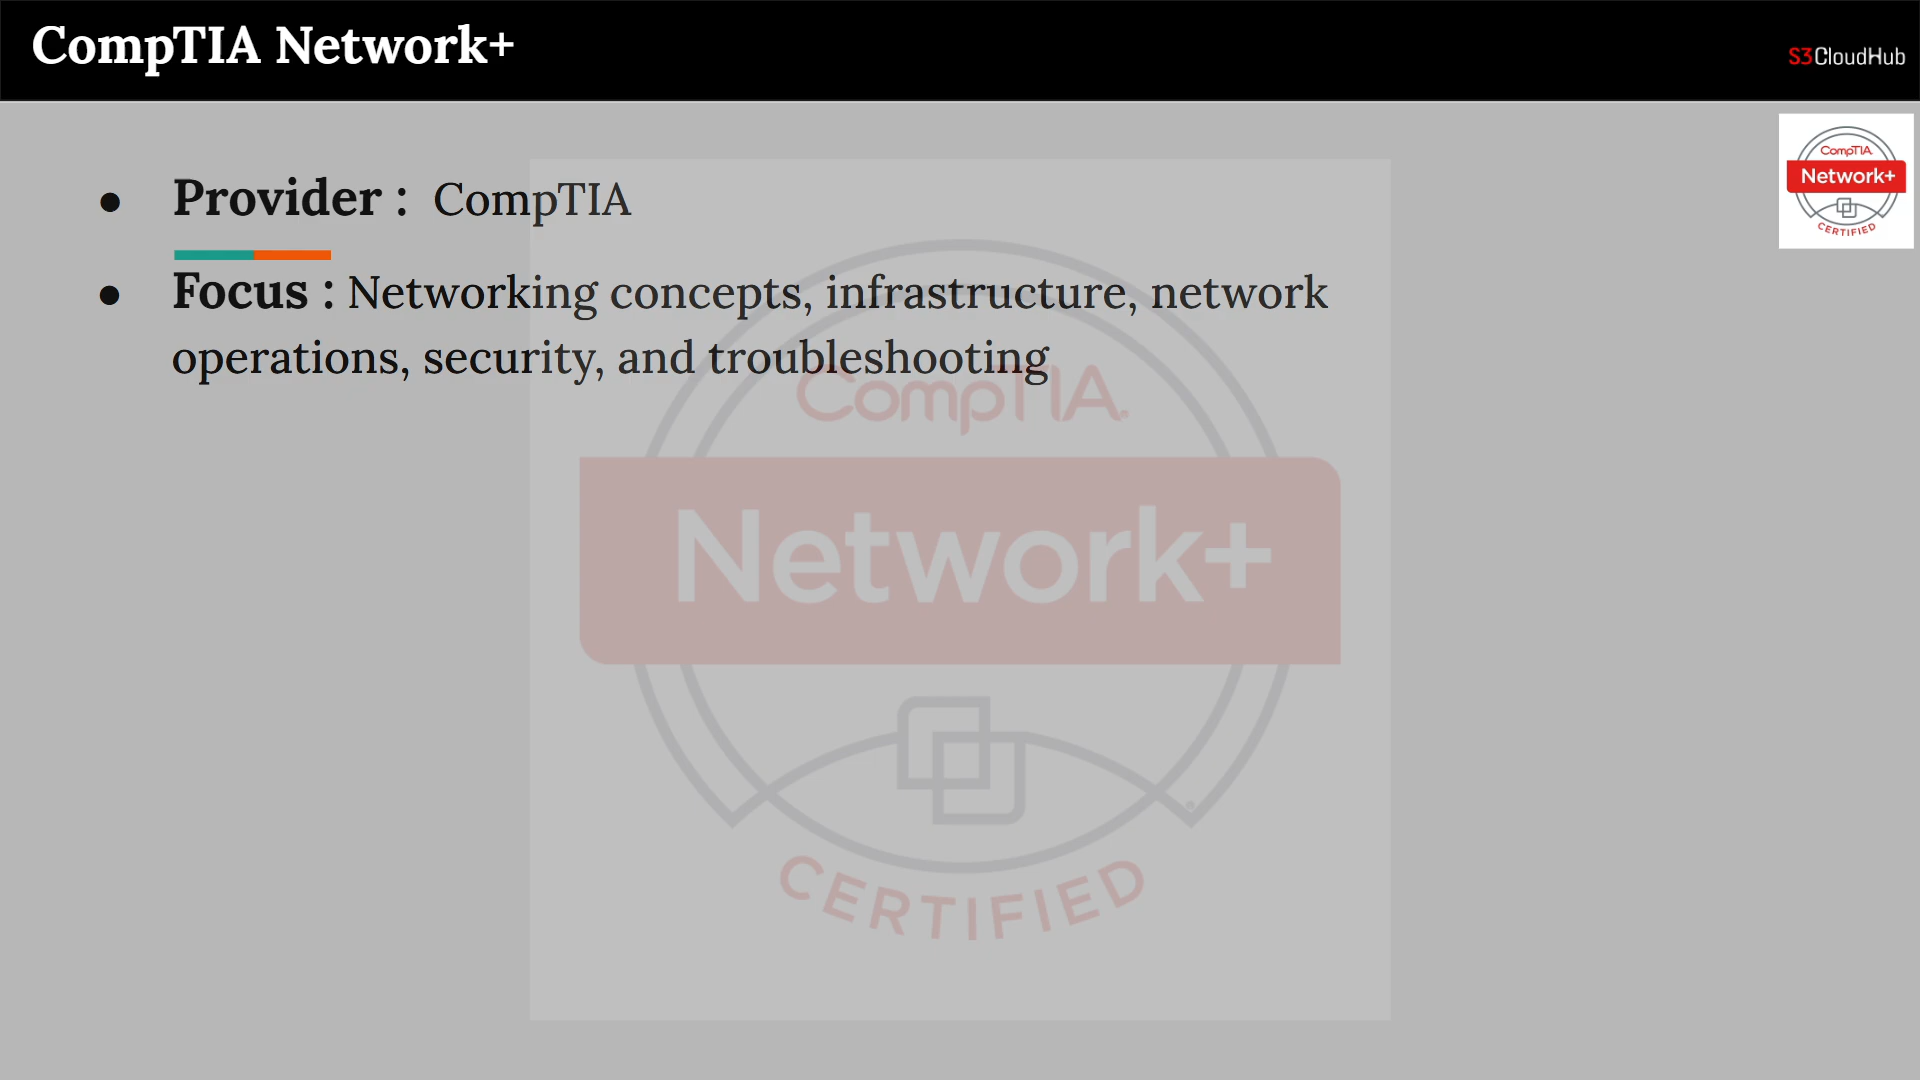 CompTIA Network+
S3CloudHub
CompTIA.
Network+
CERTIFIED
● Provider : CompTIA
● Focus : Networking concepts, infrastructure, network
operations, security, and troubleshooting
CompTIA®
Network+
CERTIFIED